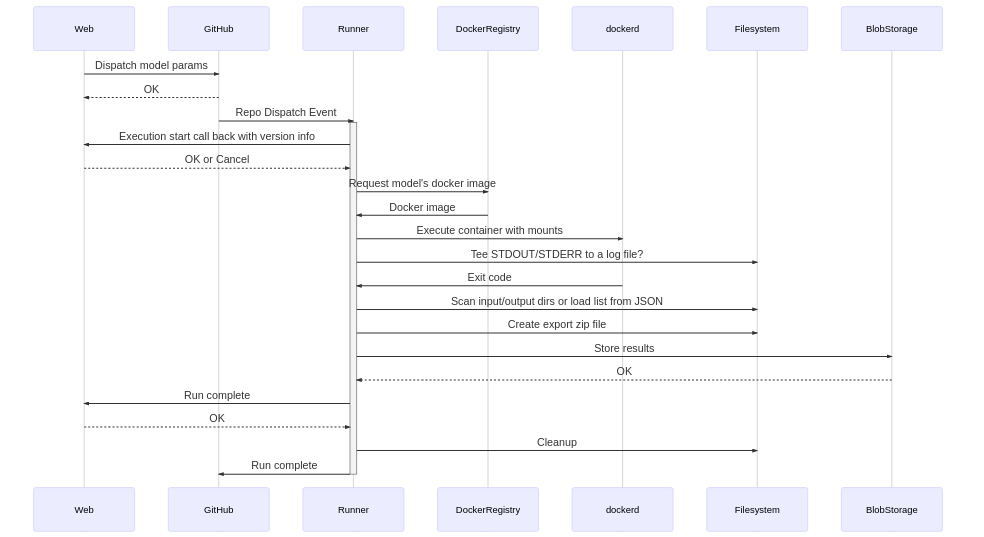 Web
GitHub
Runner
DockerRegistry
dockerd
Filesystem
BlobStorage
Dispatch model params
OK
Repo Dispatch Event
Execution start call back with version info
OK or Cancel
Request model's docker image
Docker image
Execute container with mounts
Tee STDOUT/STDERR to a log file?
Exit code
Scan input/output dirs or load list from JSON
Create export zip file
Store results
OK
Run complete
OK
Cleanup
Run complete
Web
GitHub
Runner
DockerRegistry
dockerd
Filesystem
BlobStorage